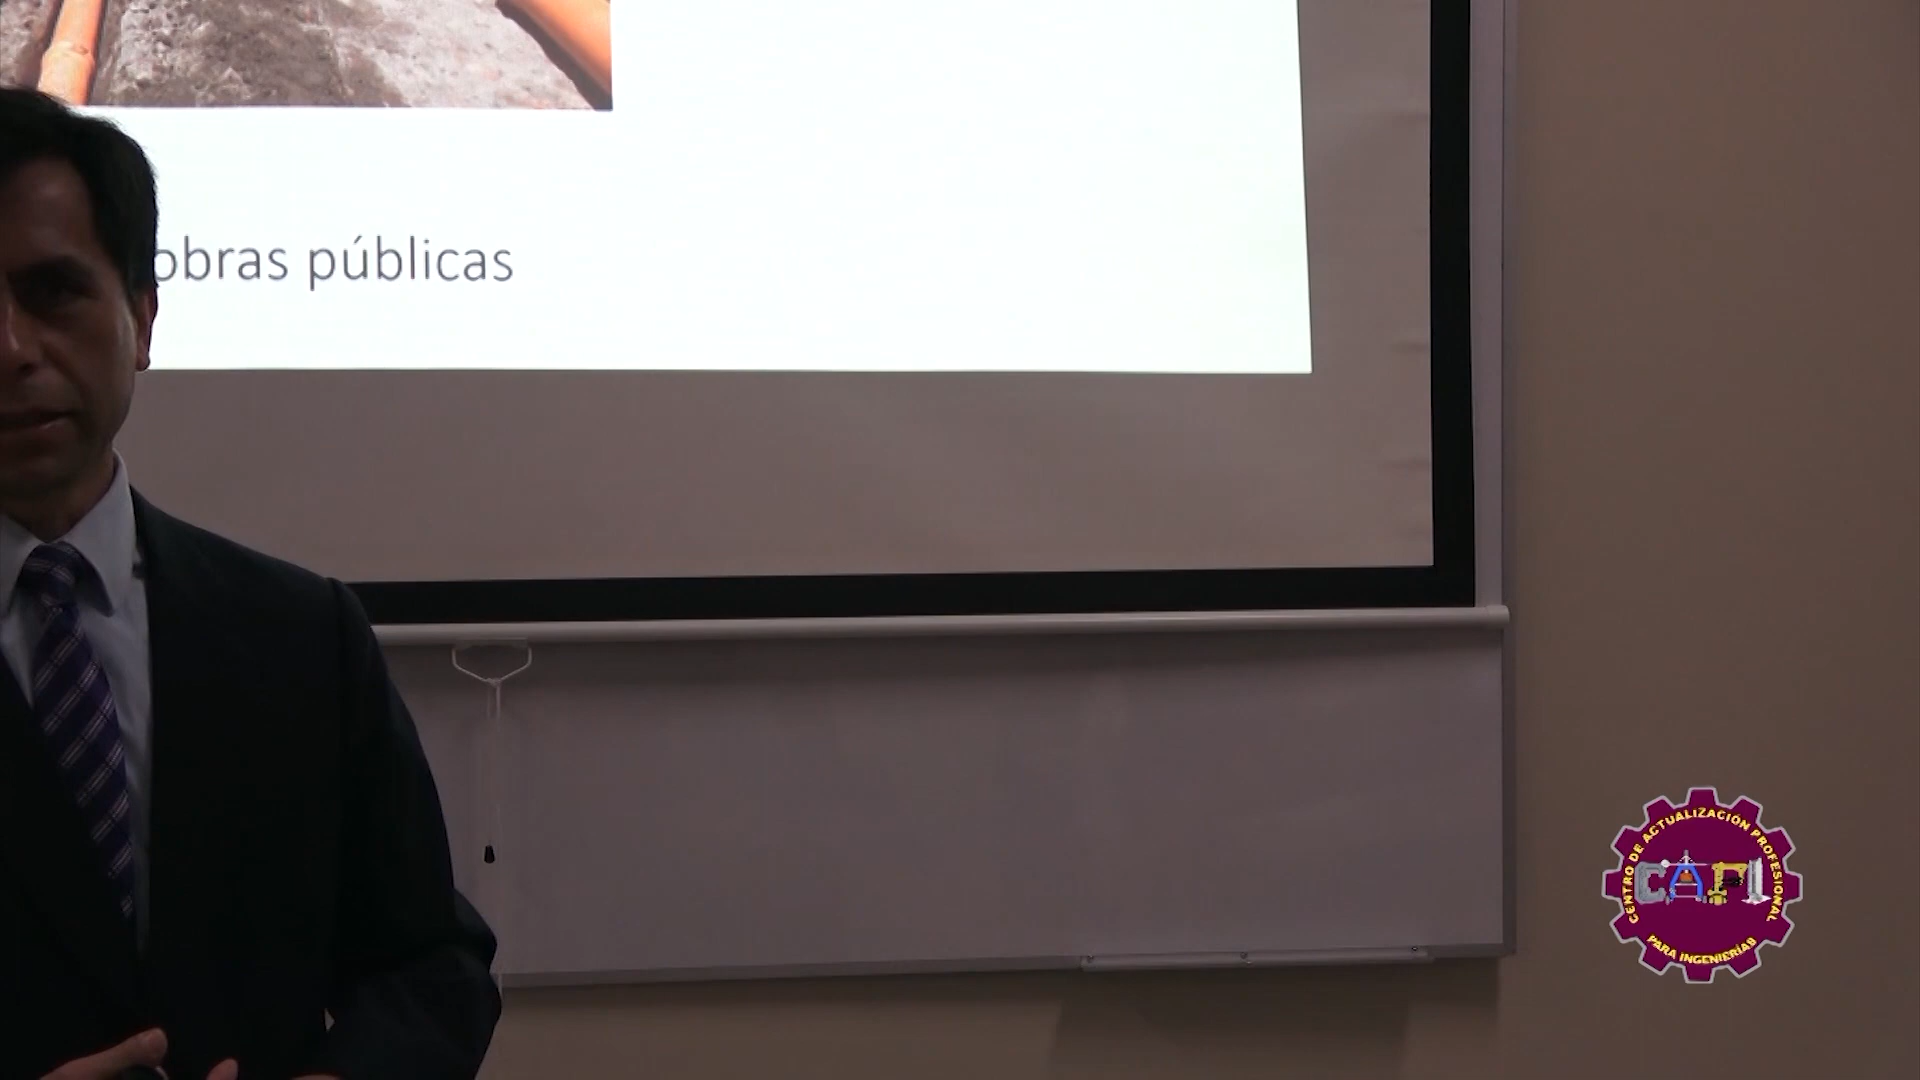 obras públicas
CENTRO DE ACTUALIZACIÓN PROFESIONAL
CAPI
PARA INGENIERÍAS